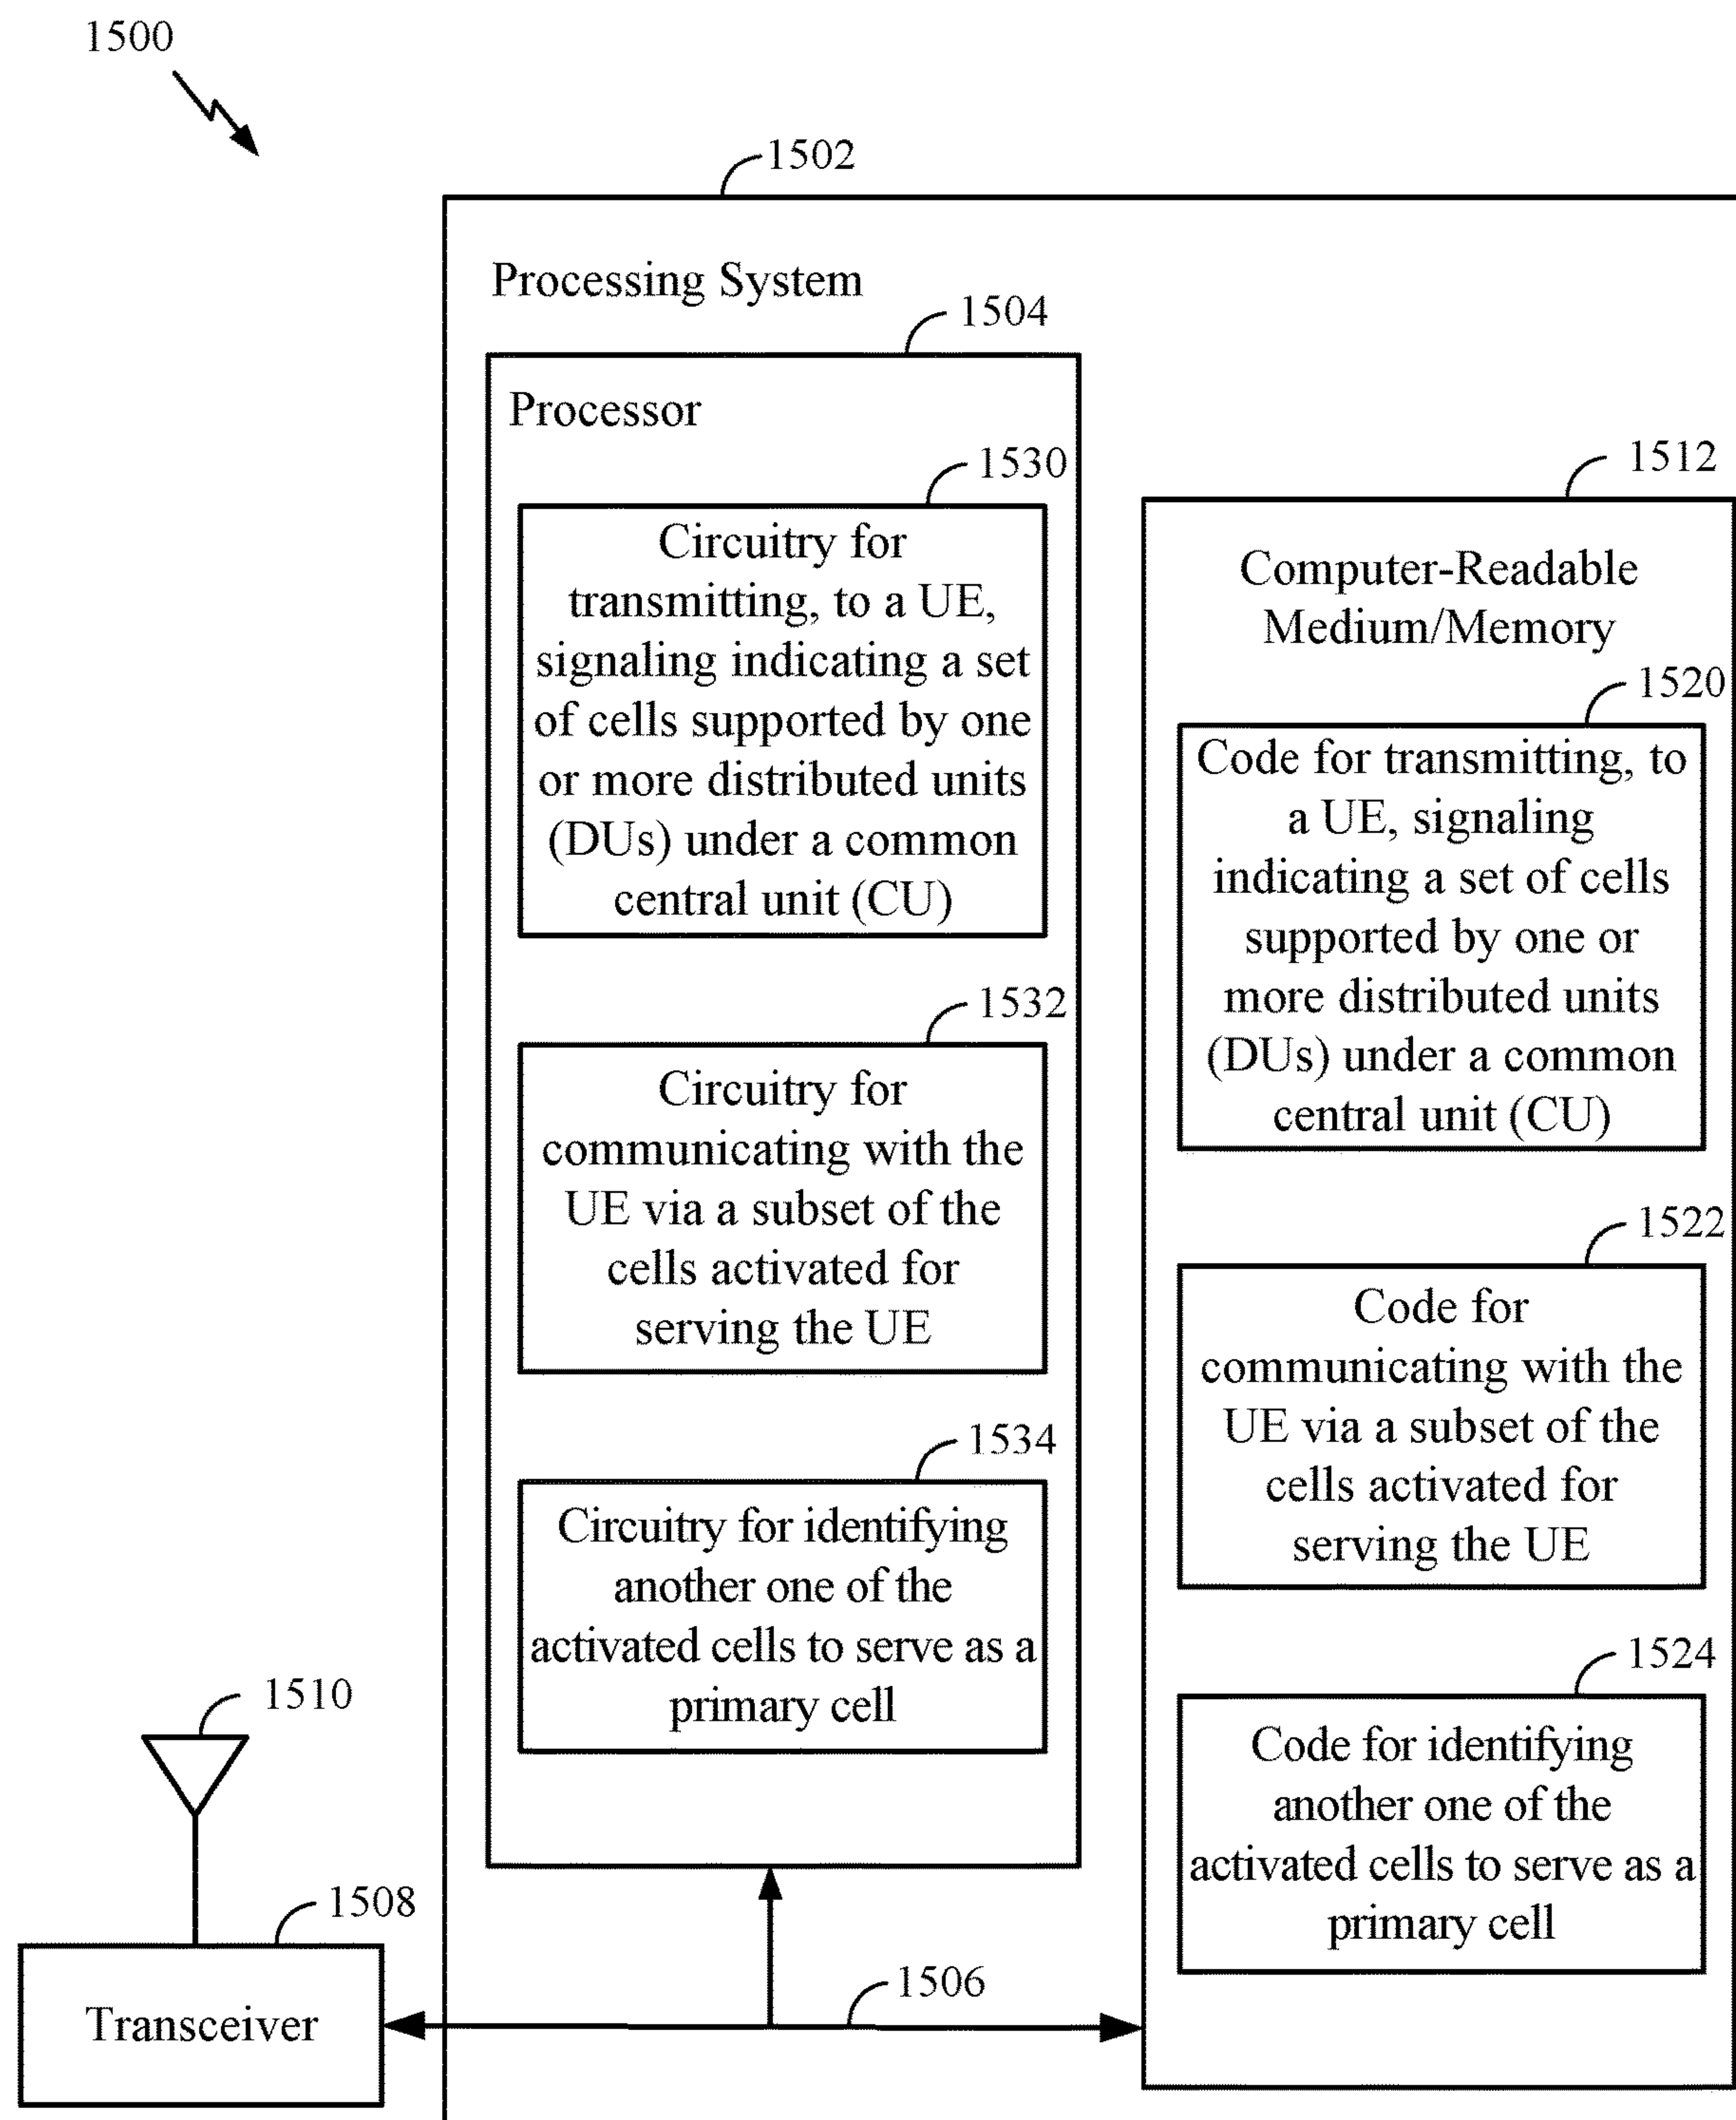 1500
1502
Processing System
1504
Processor
1530
Circuitry for
transmitting, to a UE,
signaling indicating a set
of cells supported by one
or more distributed units
(DUs) under a common
central unit (CU)
1532
Circuitry for
communicating with the
UE via a subset of the
cells activated for
serving the UE
1534
Circuitry for identifying
another one of the
activated cells to serve as a
primary cell
1512
Computer-Readable
Medium/Memory
1520
Code for transmitting, to
a UE, signaling
indicating a set of cells
supported by one or
more distributed units
(DUs) under a common
central unit (CU)
1522
Code for
communicating with the
UE via a subset of the
cells activated for
serving the UE
1524
Code for identifying
another one of the
activated cells to serve as a
primary cell
1510
1508
Transceiver
1506